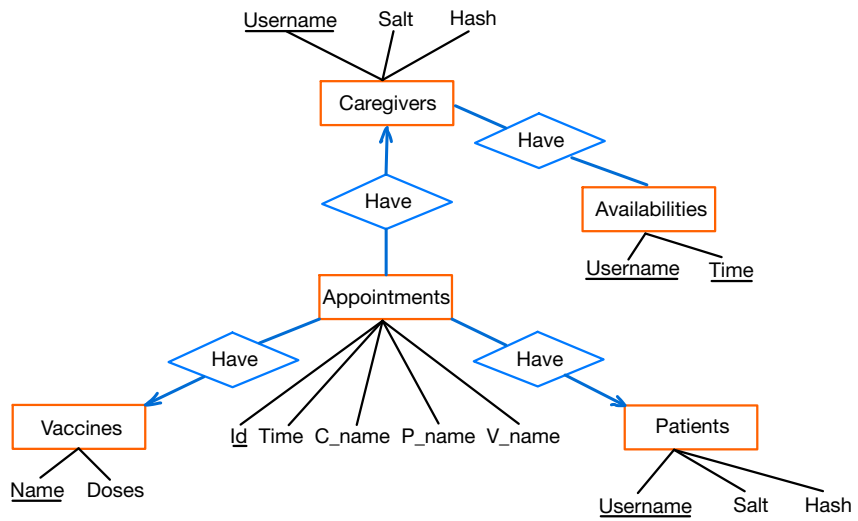 Username Salt Hash
Caregivers
Have
Have
Availabilities
Username Time
Appointments
Have
Have
Vaccines
Id Time C_name P_name V_name
Patients
Name Doses
Username Salt Hash